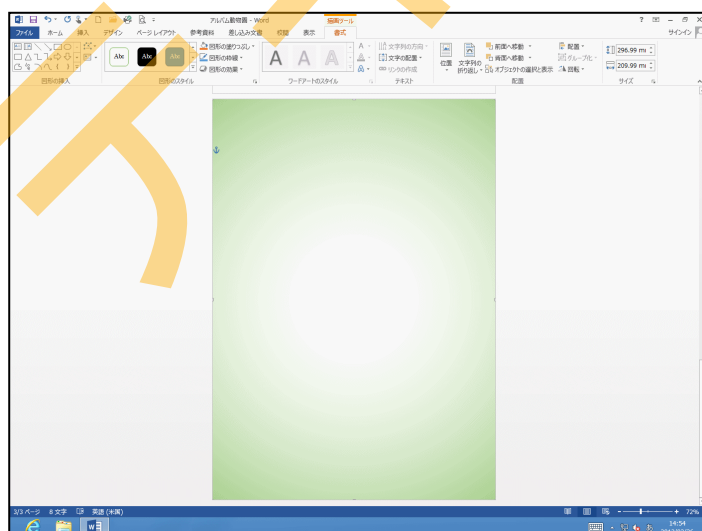 アルバム動物園 - Word
描画ツール
ファイル ホーム 挿入 デザイン ページ レイアウト 参考資料 差し込み文書 校閲 表示 書式
サインイン
Abc Abc Abc
図形の塗りつぶし
図形の枠線
図形の効果
A A A
文字列の方向
文字の配置
リンクの作成
位置 文字列の折り返し
前面へ移動
背面へ移動
オブジェクトの選択と表示
配置
グループ化
回転
296.99 mi
209.99 mi
図形の挿入 図形のスタイル ワードアートのスタイル テキスト 配置 サイズ
3/3 ページ 8 文字 英語 (米国)
72%
14:54